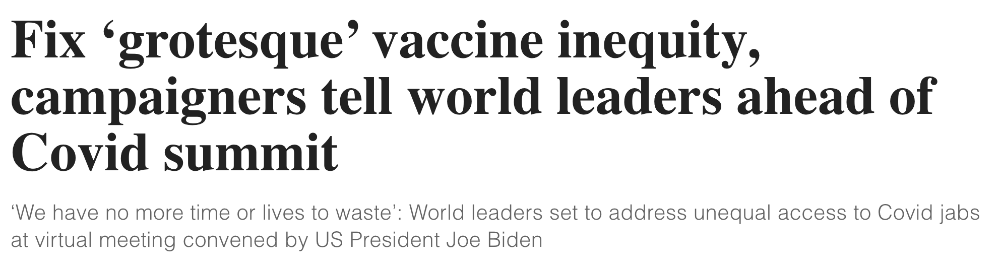 Fix ‘grotesque’ vaccine inequity,
campaigners tell world leaders ahead of
Covid summit
‘We have no more time or lives to waste’: World leaders set to address unequal access to Covid jabs
at virtual meeting convened by US President Joe Biden